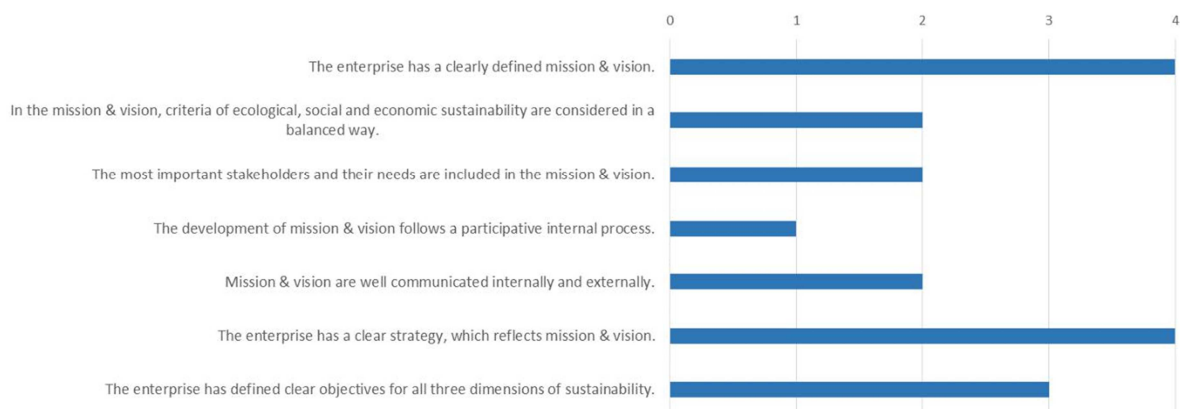 0 1 2 3 4
The enterprise has a clearly defined mission & vision.
In the mission & vision, criteria of ecological, social and economic sustainability are considered in a
balanced way.
The most important stakeholders and their needs are included in the mission & vision.
The development of mission & vision follows a participative internal process.
Mission & vision are well communicated internally and externally.
The enterprise has a clear strategy, which reflects mission & vision.
The enterprise has defined clear objectives for all three dimensions of sustainability.